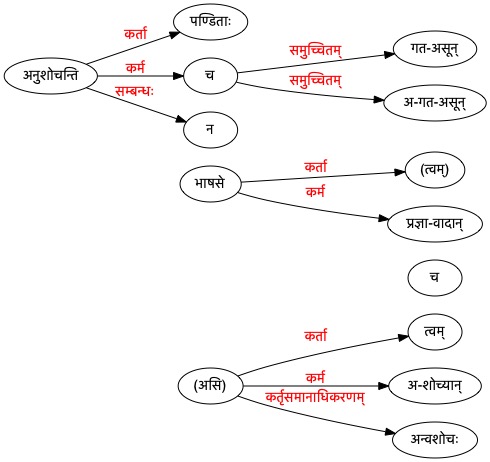 पण्डिताः
कर्ता
गत-असून्
समुच्चितम्
अनुशोचन्ति
कर्म
च
समुच्चितम्
अ-गत-असून्
सम्बन्धः
न
कर्ता
(त्वम्)
भाषसे
कर्म
प्रज्ञा-वादान्
च
कर्ता
त्वम्
(असि)
कर्म
अ-शोच्यान्
कर्तृसमानाधिकरणम्
अन्वशोचः